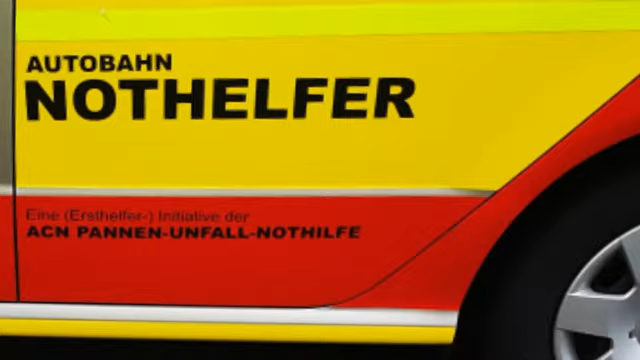 AUTOBAHN
NOTHELFER
Eine (Ersthelfer-) Initiative der
ACN PANNEN-UNFALL-NOTHILFE